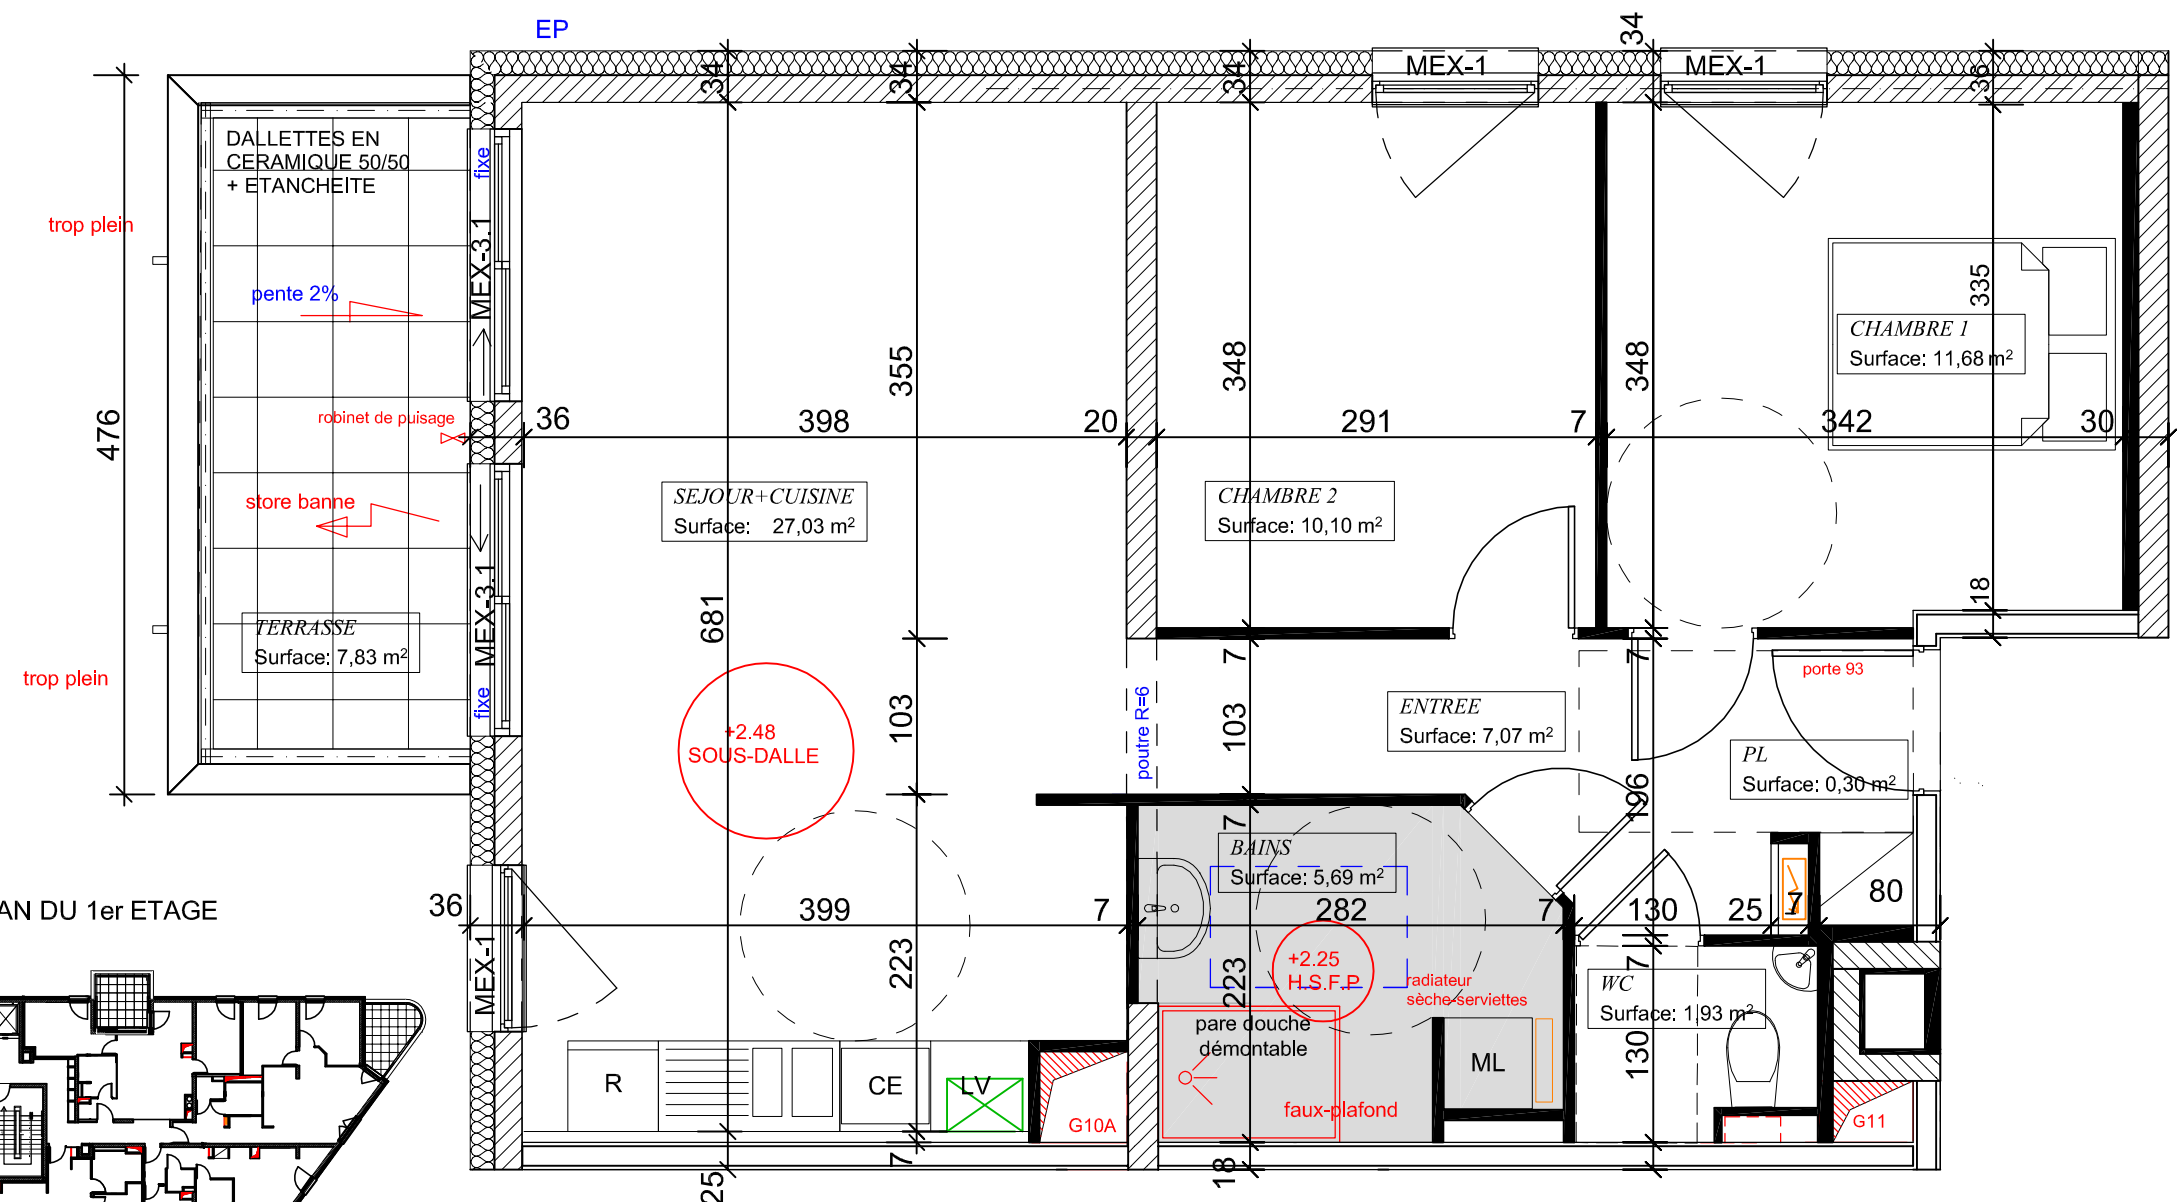 EP
34
34
34
34
36
MEX-1
MEX-1
DALLETTES EN
CERAMIQUE 50/50
+ ETANCHEITE
fixe
trop plein
MEX-3.1
pente 2%
335
CHAMBRE 1
Surface: 11,68 m²
355
348
348
476
robinet de puisage
36
398
20
291
7
342
30
store banne
SEJOUR+CUISINE
Surface: 27,03 m²
CHAMBRE 2
Surface: 10,10 m²
MEX-3.1
681
18
TERRASSE
Surface: 7,83 m²
trop plein
fixe
7
7
porte 93
103
poutre R=6
103
ENTREE
Surface: 7,07 m²
+2.48
SOUS-DALLE
PL
Surface: 0,30 m²
196
7
BAINS
Surface: 5,69 m²
AN DU 1er ETAGE
36
399
7
282
7
130
25
7
80
MEX-1
223
223
+2.25
H.S.F.P
radiateur
sèche-serviettes
7
WC
Surface: 1,93 m²
pare douche
démontable
130
R
CE
LV
ML
G10A
faux-plafond
G11
25
7
18